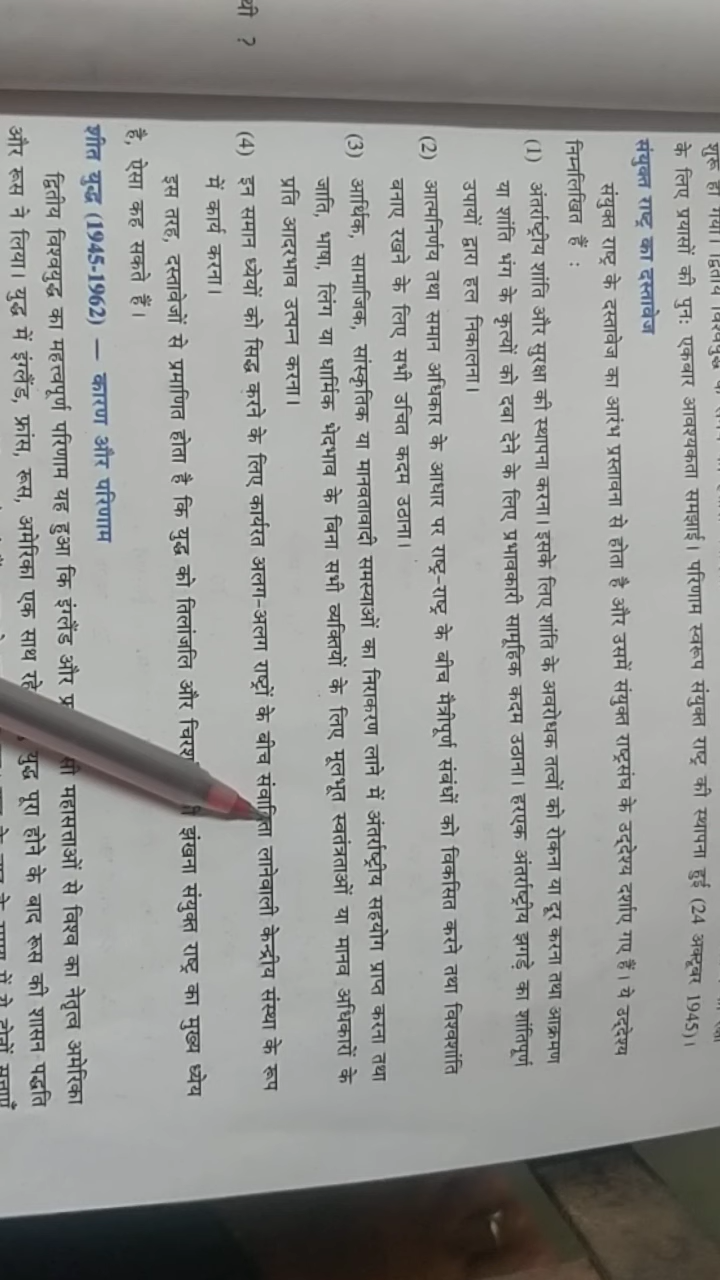 थी ?
शुरू हो गया। द्वितीय विश्वयुद्ध के
के लिए प्रयासों की पुनः एकबार आवश्यकता समझाई। परिणाम स्वरूप संयुक्त राष्ट्र की स्थापना हुई (24 अक्टूबर 1945)।
संयुक्त राष्ट्र का दस्तावेज
संयुक्त राष्ट्र के दस्तावेज का आरंभ प्रस्तावना से होता है और उसमें संयुक्त राष्ट्रसंघ के उद्देश्य दर्शाए गए हैं। ये उद्देश्य
निम्नलिखित हैं :
(1) अंतर्राष्ट्रीय शांति और सुरक्षा की स्थापना करना। इसके लिए शांति के अवरोधक तत्वों को रोकना या दूर करना तथा आक्रमण
या शांति भंग के कृत्यों को दबा देने के लिए प्रभावकारी सामूहिक कदम उठाना। हरएक अंतर्राष्ट्रीय झगड़े का शांतिपूर्ण
उपायों द्वारा हल निकालना।
(2) आत्मनिर्णय तथा समान अधिकार के आधार पर राष्ट्र-राष्ट्र के बीच मैत्रीपूर्ण संबंधों को विकसित करने तथा विश्वशांति
बनाए रखने के लिए सभी उचित कदम उठाना।
(3) आर्थिक, सामाजिक, सांस्कृतिक या मानवतावादी समस्याओं का निराकरण लाने में अंतर्राष्ट्रीय सहयोग प्राप्त करना तथा
जाति, भाषा, लिंग या धार्मिक भेदभाव के बिना सभी व्यक्तियों के लिए मूलभूत स्वतंत्रताओं या मानव अधिकारों के
प्रति आदरभाव उत्पन्न करना।
(4) इन समान ध्येयों को सिद्ध करने के लिए कार्यरत अलग-अलग राष्ट्रों के बीच संवादिता लानेवाली केन्द्रीय संस्था के रूप
में कार्य करना।
इस तरह, दस्तावेजों से प्रमाणित होता है कि युद्ध को तिलांजलि और झंखना संयुक्त राष्ट्र का मुख्य ध्येय
है, ऐसा कह सकते हैं।
शीत युद्ध (1945-1962) – कारण और परिणाम
द्वितीय विश्वयुद्ध का महत्त्वपूर्ण परिणाम यह हुआ कि इंग्लैंड और महासत्ताओं से विश्व का नेतृत्व अमेरिका
और रूस ने लिया। युद्ध में इंग्लैंड, फ्रांस, रूस, अमेरिका एक साथ रहे युद्ध पूरा होने के बाद रूस की शासन पद्धति
में ये दोनों सत्ताएँ